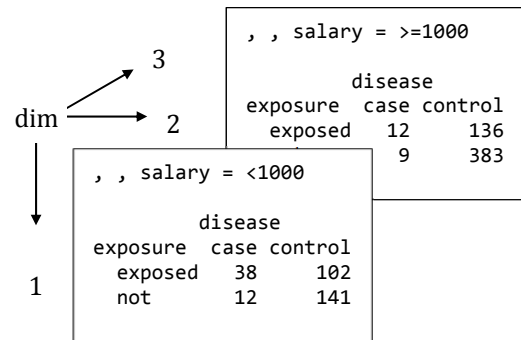 , , salary = >=1000
disease
exposure case control
exposed 12 136
9 383
3
dim
2
1
, , salary = <1000
disease
exposure case control
exposed 38 102
not 12 141